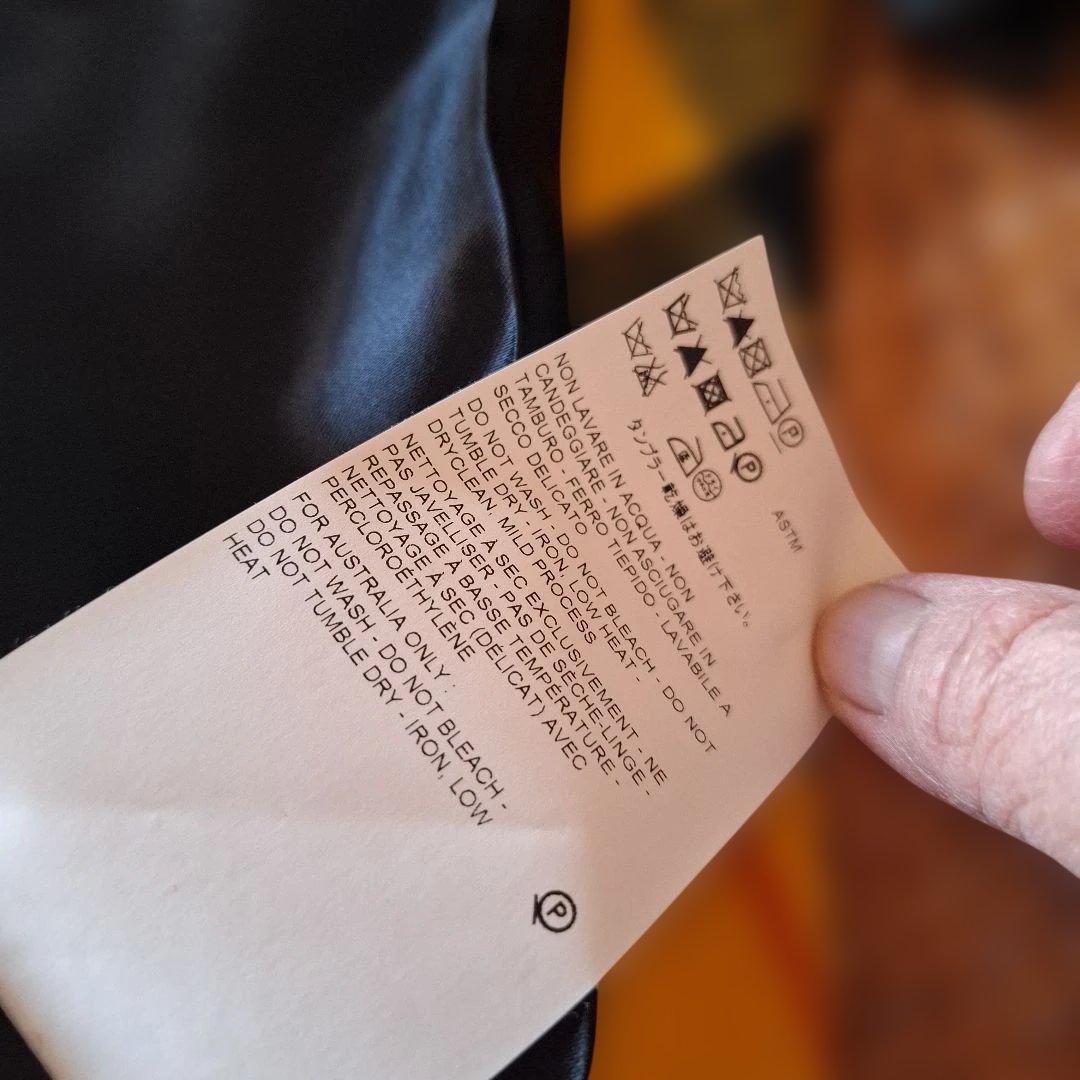 P
P
ASTM
タンブラー乾燥はお避け下さい。
NON LAVARE IN ACQUA - NON
CANDEGGIARE - NON ASCIUGARE IN
TAMBURO - FERRO TIEPIDO - LAVABILE A
SECCO DELICATO
DO NOT WASH - DO NOT BLEACH - DO NOT
TUMBLE DRY - IRON, LOW HEAT -
DRYCLEAN MILD PROCESS
NETTOYAGE À SEC EXCLUSIVEMENT - NE
PAS JAVELLISER - PAS DE SÈCHE-LINGE -
REPASSAGE À BASSE TEMPÉRATURE -
NETTOYAGE À SEC (DÉLICAT) AVEC
PERCLOROETHYLÈNE
FOR AUSTRALIA ONLY :
DO NOT WASH - DO NOT BLEACH -
DO NOT TUMBLE DRY - IRON, LOW
HEAT
P